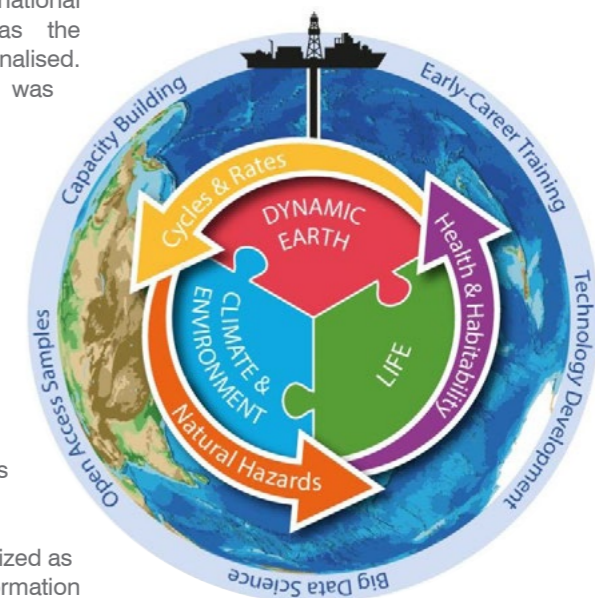 national
as the
nalised.
was
s
ized as
ormation
Capacity Building
Early-Career Training
Technology Development
Big Data Science
Open Access Samples
Cycles & Rates
Health & Habitability
Natural Hazards
DYNAMIC
EARTH
CLIMATE &
ENVIRONMENT
LIFE